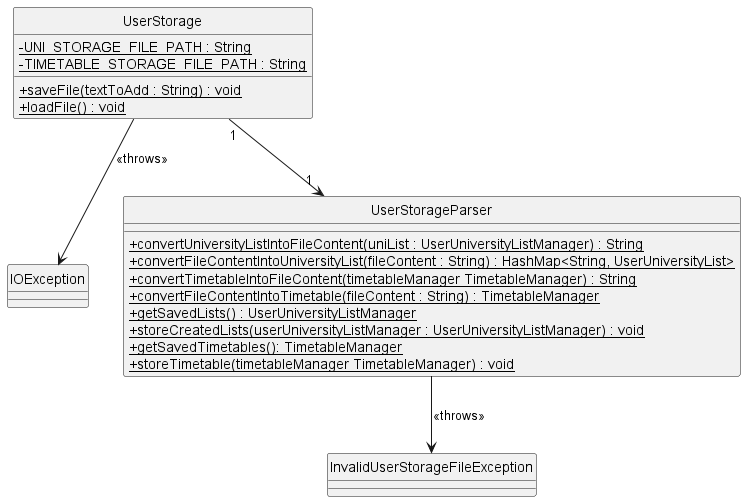 UserStorage
-UNI_STORAGE_FILE_PATH : String
-TIMETABLE_STORAGE_FILE_PATH : String
+saveFile(textToAdd : String) : void
+loadFile() : void
1
«throws»
1
UserStorageParser
+convertUniversityListIntoFileContent(uniList : UserUniversityListManager) : String
+convertFileContentIntoUniversityList(fileContent : String) : HashMap<String, UserUniversityList>
+convertTimetableIntoFileContent(timetableManager TimetableManager) : String
+convertFileContentIntoTimetable(fileContent : String) : TimetableManager
+getSavedLists() : UserUniversityListManager
+storeCreatedLists(userUniversityListManager : UserUniversityListManager) : void
+getSavedTimetables(): TimetableManager
+storeTimetable(timetableManager TimetableManager) : void
IOException
«throws»
InvalidUserStorageFileException